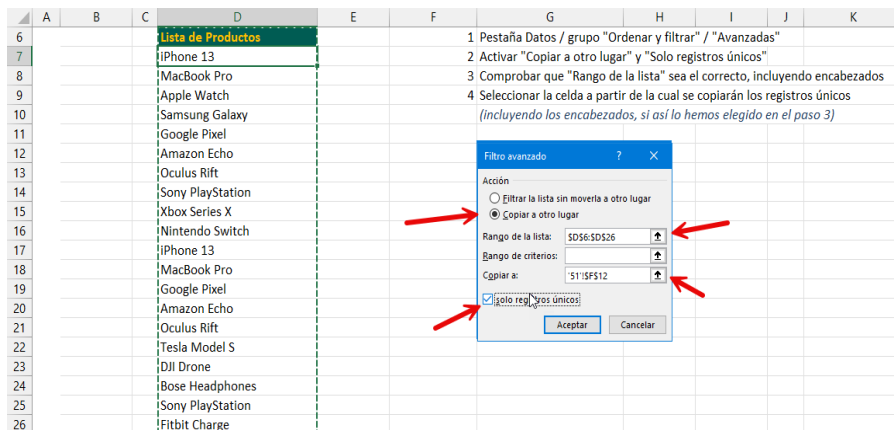 A B C D E F G H I J K
6 Lista de Productos 1 Pestaña Datos / grupo "Ordenar y filtrar" / "Avanzadas"
7 iPhone 13 2 Activar "Copiar a otro lugar" y "Solo registros únicos"
8 MacBook Pro 3 Comprobar que "Rango de la lista" sea el correcto, incluyendo encabezados
9 Apple Watch 4 Seleccionar la celda a partir de la cual se copiarán los registros únicos
10 Samsung Galaxy (incluyendo los encabezados, si así lo hemos elegido en el paso 3)
11 Google Pixel
12 Amazon Echo
13 Oculus Rift
14 Sony PlayStation
15 Xbox Series X
16 Nintendo Switch
17 iPhone 13
18 MacBook Pro
19 Google Pixel
20 Amazon Echo
21 Oculus Rift
22 Tesla Model S
23 DJI Drone
24 Bose Headphones
25 Sony PlayStation
26 Fitbit Charge
Filtro avanzado ? ×
Acción
Filtrar la lista sin moverla a otro lugar
Copiar a otro lugar
Rango de la lista: $D$6:$D$26
Rango de criterios:
Copiar a: '51'!$F$12
Solo registros únicos
Aceptar Cancelar